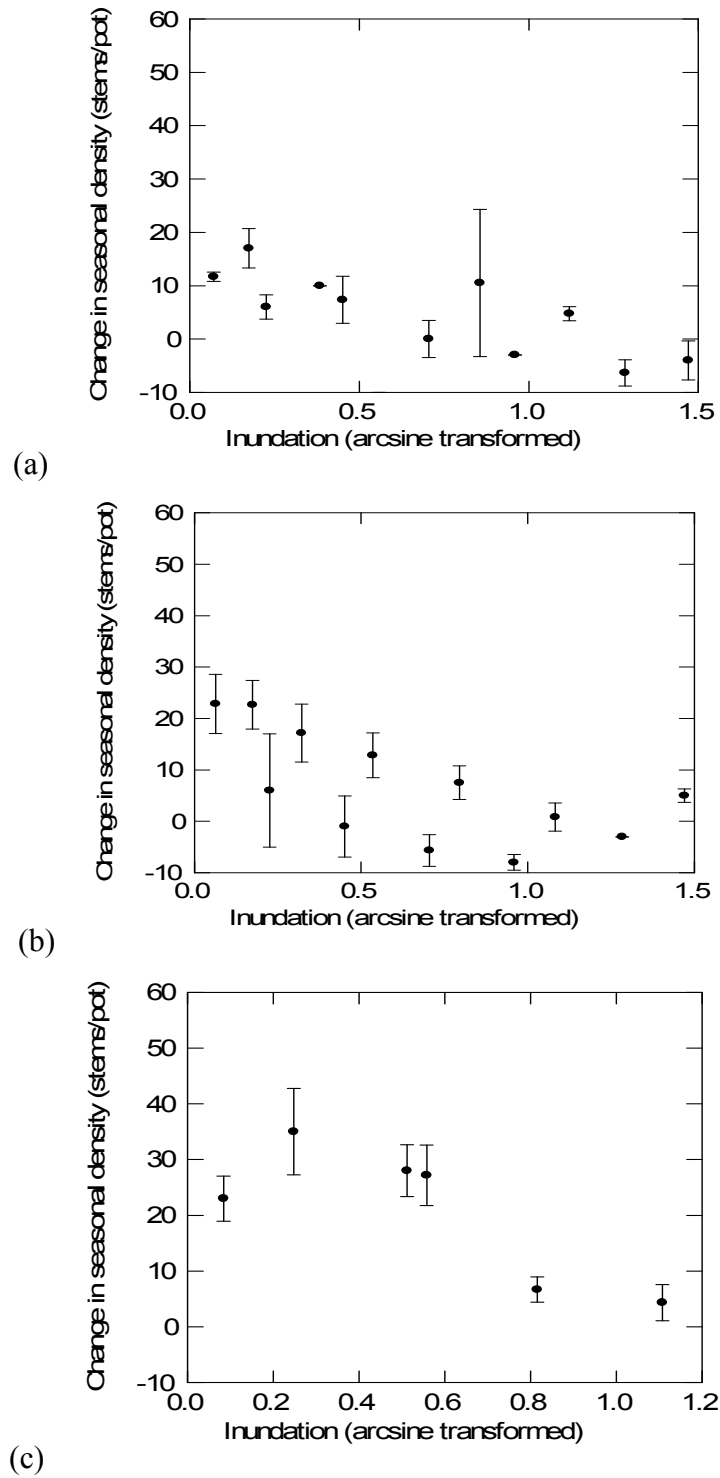 Change in seasonal density (stems/pot)
60
50
40
30
20
10
0
-10
0.0 0.5 1.0 1.5
Inundation (arcsine transformed)
(a)
Change in seasonal density (stems/pot)
60
50
40
30
20
10
0
-10
0.0 0.5 1.0 1.5
Inundation (arcsine transformed)
(b)
Change in seasonal density (stems/pot)
60
50
40
30
20
10
0
-10
0.0 0.2 0.4 0.6 0.8 1.0 1.2
Inundation (arcsine transformed)
(c)